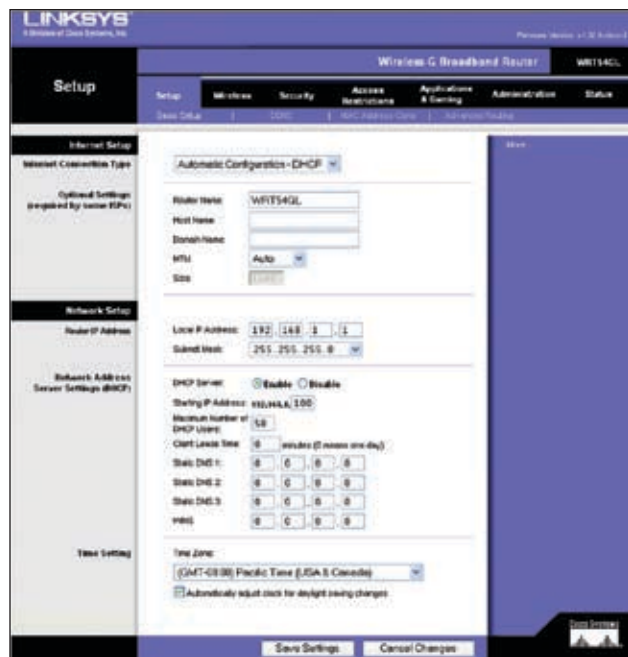 LINKSYS®
A Division of Cisco Systems, Inc.
Wireless-G Broadband Router WRT54GL
Setup
Setup Wireless Security Access Restrictions Applications & Gaming Administration Status
Basic Setup | DDNS | MAC Address Clone | Advanced Routing
Internet Setup
Internet Connection Type
Automatic Configuration - DHCP
More...
Optional Settings
(required by some ISPs)
Router Name: WRT54GL
Host Name:
Domain Name:
MTU: Auto
Size:
Network Setup
Router IP Address
Local IP Address: 192 . 168 . 1 . 1
Subnet Mask: 255.255.255.0
Network Address
Server Settings (DHCP)
DHCP Server: Enable Disable
Starting IP Address: 100
Maximum Number of
DHCP Users: 50
Client Lease Time: 0 minutes (0 means one day)
Static DNS 1: 0 . 0 . 0 . 0
Static DNS 2: 0 . 0 . 0 . 0
Static DNS 3: 0 . 0 . 0 . 0
WINS: 0 . 0 . 0 . 0
Time Setting
Time Zone:
(GMT-08:00) Pacific Time (USA & Canada)
Automatically adjust clock for daylight saving changes
Save Settings Cancel Changes
Cisco Systems